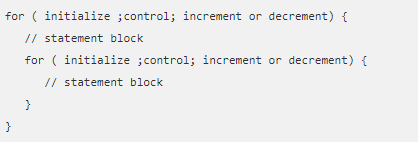 for ( initialize ;control; increment or decrement) {
   // statement block
   for ( initialize ;control; increment or decrement) {
      // statement block
   }
}